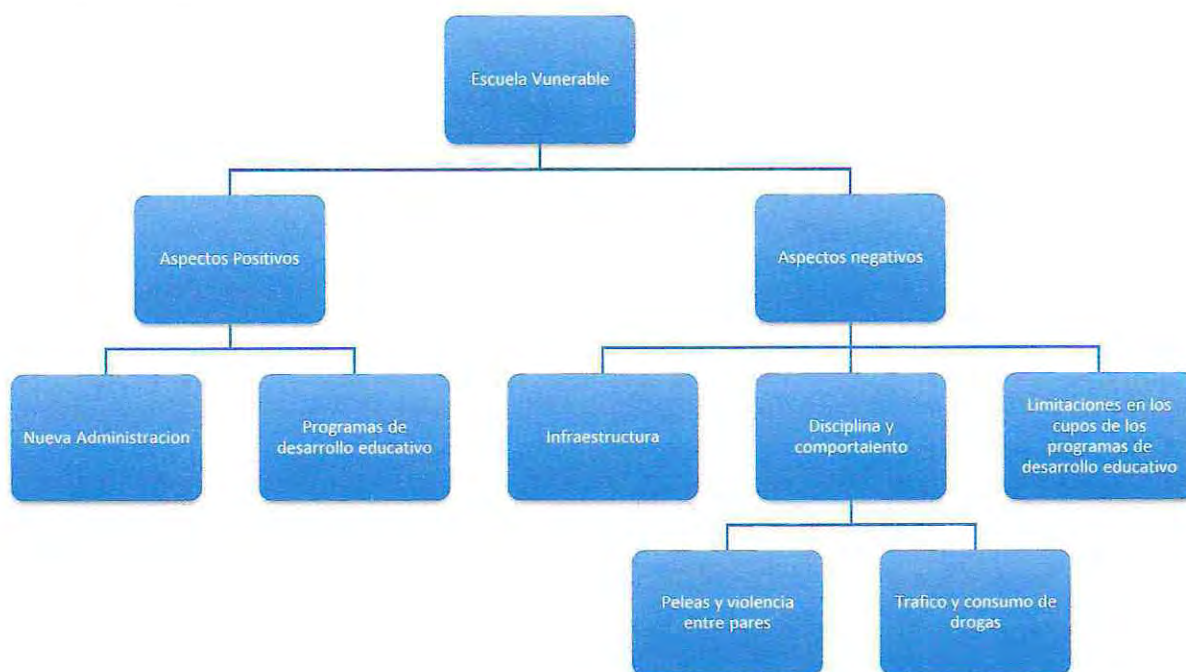 Escuela Vunerable
Aspectos Positivos
Aspectos negativos
Nueva Administracion
Programas de
desarrollo educativo
Infraestructura
Disciplina y
comportaiento
Limitaciones en los
cupos de los
programas de
desarrollo educativo
Peleas y violencia
entre pares
Trafico y consumo de
drogas